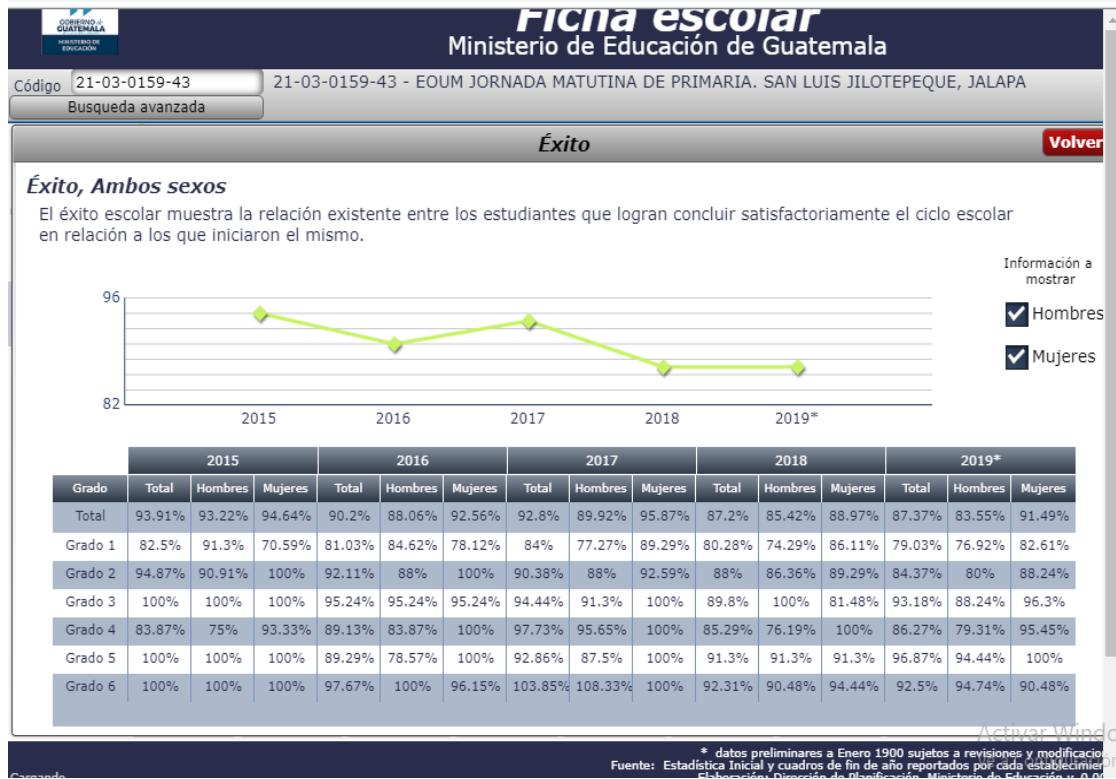 GOBIERNO de
GUATEMALA
MINISTERIO DE
EDUCACIÓN
Ficha escolar
Ministerio de Educación de Guatemala
Código 21-03-0159-43 21-03-0159-43 - EOUM JORNADA MATUTINA DE PRIMARIA. SAN LUIS JILOTEPEQUE, JALAPA
Busqueda avanzada
Éxito Volver
Éxito, Ambos sexos
El éxito escolar muestra la relación existente entre los estudiantes que logran concluir satisfactoriamente el ciclo escolar
en relación a los que iniciaron el mismo.
Información a
mostrar
Hombres
Mujeres
96
82
2015 2016 2017 2018 2019*
2015 2016 2017 2018 2019*
Grado Total Hombres Mujeres Total Hombres Mujeres Total Hombres Mujeres Total Hombres Mujeres Total Hombres Mujeres
Total 93.91% 93.22% 94.64% 90.2% 88.06% 92.56% 92.8% 89.92% 95.87% 87.2% 85.42% 88.97% 87.37% 83.55% 91.49%
Grado 1 82.5% 91.3% 70.59% 81.03% 84.62% 78.12% 84% 77.27% 89.29% 80.28% 74.29% 86.11% 79.03% 76.92% 82.61%
Grado 2 94.87% 90.91% 100% 92.11% 88% 100% 90.38% 88% 92.59% 88% 86.36% 89.29% 84.37% 80% 88.24%
Grado 3 100% 100% 100% 95.24% 95.24% 95.24% 94.44% 91.3% 100% 89.8% 100% 81.48% 93.18% 88.24% 96.3%
Grado 4 83.87% 75% 93.33% 89.13% 83.87% 100% 97.73% 95.65% 100% 85.29% 76.19% 100% 86.27% 79.31% 95.45%
Grado 5 100% 100% 100% 89.29% 78.57% 100% 92.86% 87.5% 100% 91.3% 91.3% 91.3% 96.87% 94.44% 100%
Grado 6 100% 100% 100% 97.67% 100% 96.15% 103.85% 108.33% 100% 92.31% 90.48% 94.44% 92.5% 94.74% 90.48%
Activar Windo
* datos preliminares a Enero 1900 sujetos a revisiones y modificacio
Fuente: Estadística Inicial y cuadros de fin de año reportados por cada establecimier
Cargando
Elaboración: Dirección de Planificación, Ministerio de Educación